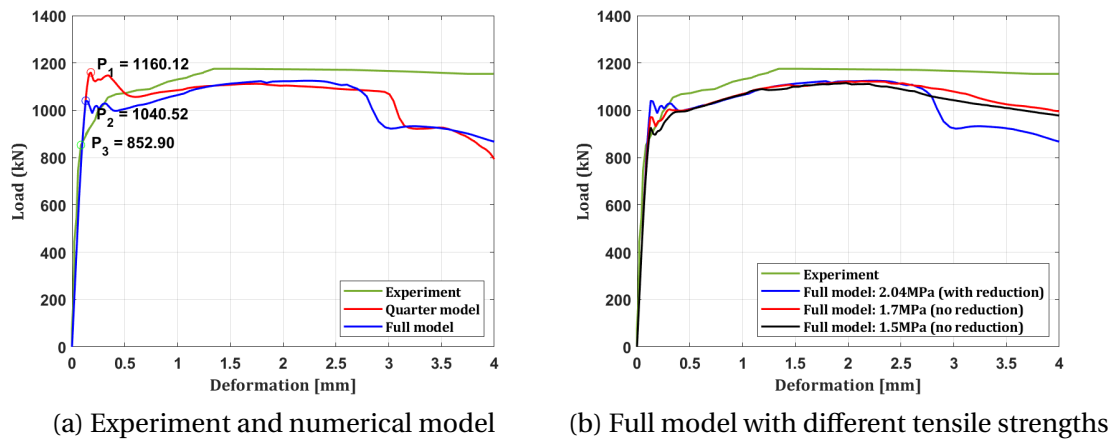 1400
1200
1000
800
600
400
200
0
Load (kN)
P1 = 1160.12
P2 = 1040.52
P3 = 852.90
Experiment
Quarter model
Full model
0 0.5 1 1.5 2 2.5 3 3.5 4
Deformation [mm]
(a) Experiment and numerical model
1400
1200
1000
800
600
400
200
0
Load (kN)
Experiment
Full model: 2.04MPa (with reduction)
Full model: 1.7MPa (no reduction)
Full model: 1.5MPa (no reduction)
0 0.5 1 1.5 2 2.5 3 3.5 4
Deformation [mm]
(b) Full model with different tensile strengths